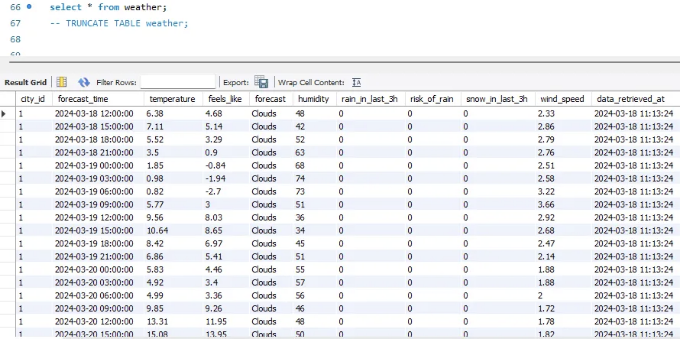 66 select * from weather;
67 -- TRUNCATE TABLE weather;
68
Result Grid Filter Rows: Export: Wrap Cell Content:
city_id forecast_time temperature feels_like forecast humidity rain_in_last_3h risk_of_rain snow_in_last_3h wind_speed data_retrieved_at
1 2024-03-18 12:00:00 6.38 4.68 Clouds 48 0 0 0 2.33 2024-03-18 11:13:24
1 2024-03-18 15:00:00 7.11 5.14 Clouds 42 0 0 0 2.86 2024-03-18 11:13:24
1 2024-03-18 18:00:00 5.52 3.29 Clouds 52 0 0 0 2.79 2024-03-18 11:13:24
1 2024-03-18 21:00:00 3.5 0.9 Clouds 63 0 0 0 2.76 2024-03-18 11:13:24
1 2024-03-19 00:00:00 1.85 -0.84 Clouds 68 0 0 0 2.51 2024-03-18 11:13:24
1 2024-03-19 03:00:00 0.98 -1.94 Clouds 74 0 0 0 2.58 2024-03-18 11:13:24
1 2024-03-19 06:00:00 0.82 -2.7 Clouds 73 0 0 0 3.22 2024-03-18 11:13:24
1 2024-03-19 09:00:00 5.77 3 Clouds 51 0 0 0 3.66 2024-03-18 11:13:24
1 2024-03-19 12:00:00 9.56 8.03 Clouds 36 0 0 0 2.92 2024-03-18 11:13:24
1 2024-03-19 15:00:00 10.64 8.65 Clouds 34 0 0 0 2.68 2024-03-18 11:13:24
1 2024-03-19 18:00:00 8.42 6.97 Clouds 45 0 0 0 2.47 2024-03-18 11:13:24
1 2024-03-19 21:00:00 6.86 5.41 Clouds 51 0 0 0 2.14 2024-03-18 11:13:24
1 2024-03-20 00:00:00 5.83 4.46 Clouds 55 0 0 0 1.88 2024-03-18 11:13:24
1 2024-03-20 03:00:00 4.92 3.4 Clouds 57 0 0 0 1.88 2024-03-18 11:13:24
1 2024-03-20 06:00:00 4.99 3.36 Clouds 56 0 0 0 2 2024-03-18 11:13:24
1 2024-03-20 09:00:00 9.85 9.26 Clouds 46 0 0 0 1.72 2024-03-18 11:13:24
1 2024-03-20 12:00:00 13.31 11.95 Clouds 48 0 0 0 1.78 2024-03-18 11:13:24
1 2024-03-20 15:00:00 15.08 13.95 Clouds 50 0 0 0 1.82 2024-03-18 11:13:24